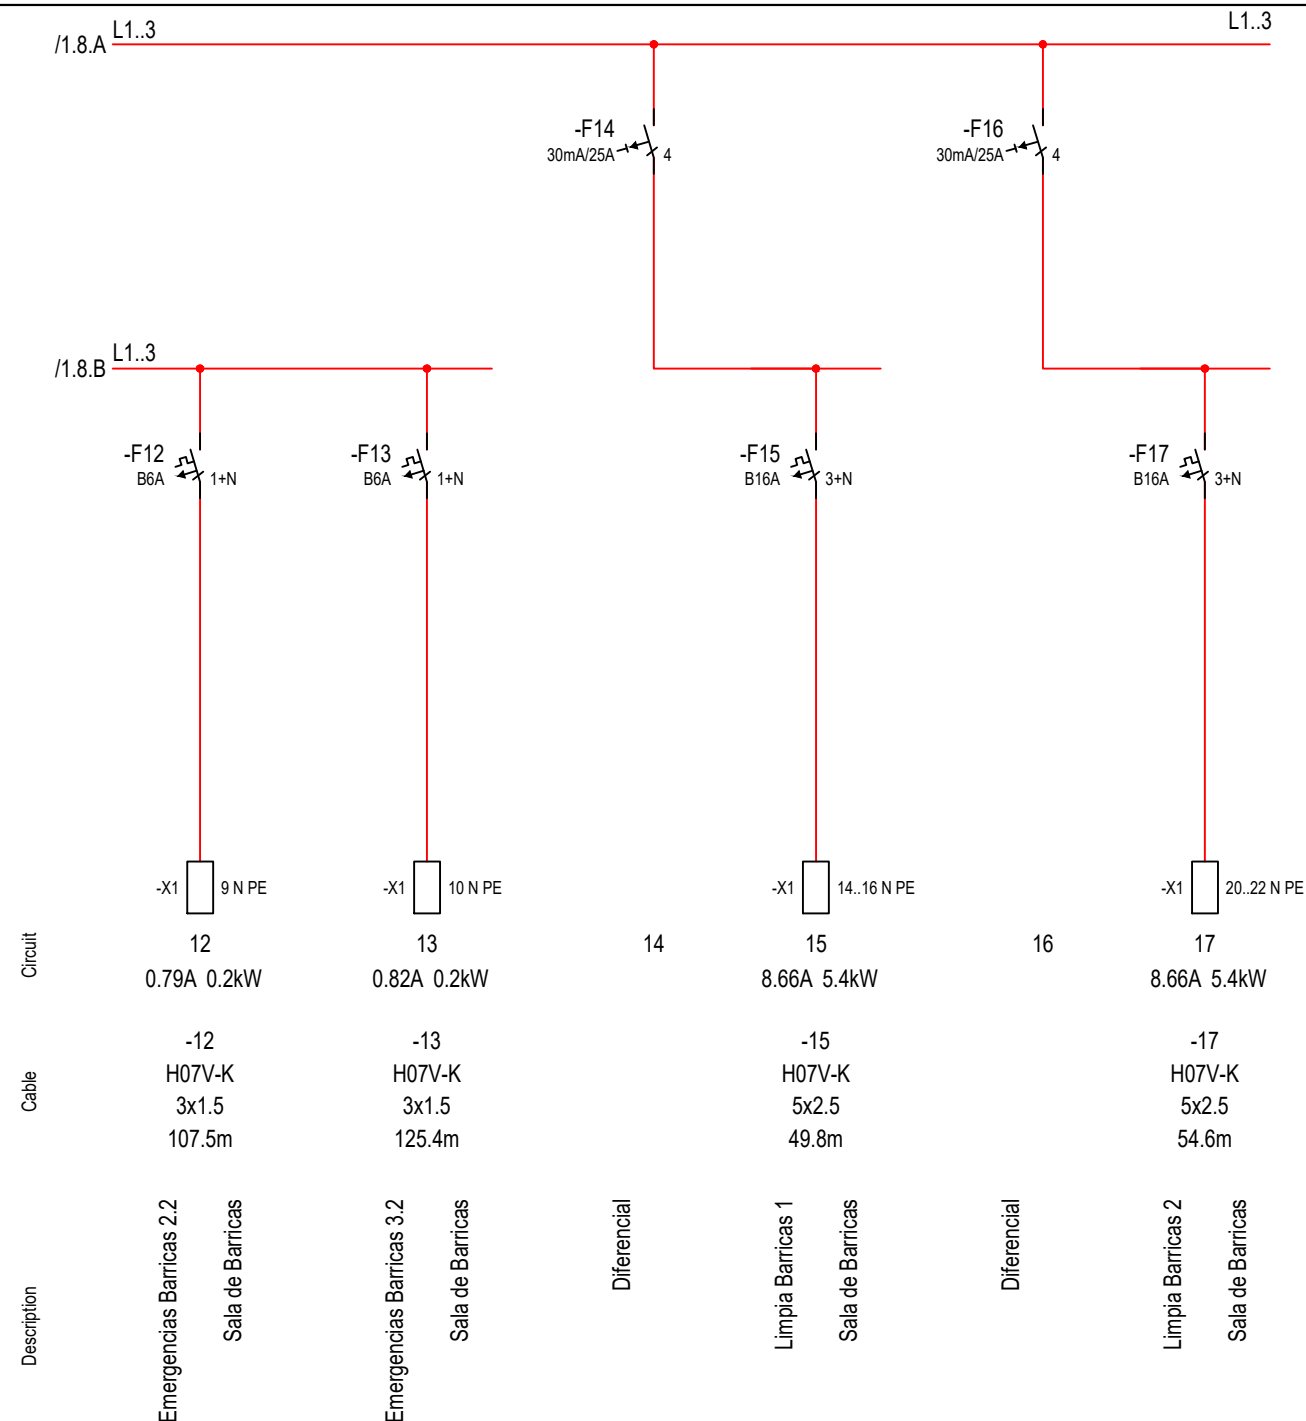 L1..3
L1..3
/1.8.A
-F14
30mA/25A
4
-F16
30mA/25A
4
L1..3
/1.8.B
-F12
B6A
1+N
-F13
B6A
1+N
-F15
B16A
3+N
-F17
B16A
3+N
-X1
9 N PE
-X1
10 N PE
-X1
14..16 N PE
-X1
20..22 N PE
Circuit
12
13
14
15
16
17
0.79A 0.2kW
0.82A 0.2kW
8.66A 5.4kW
8.66A 5.4kW
Cable
-12
-13
-15
-17
H07V-K
H07V-K
H07V-K
H07V-K
3x1.5
3x1.5
5x2.5
5x2.5
107.5m
125.4m
49.8m
54.6m
Description
Emergencias Barricas 2.2
Sala de Barricas
Emergencias Barricas 3.2
Sala de Barricas
Diferencial
Limpia Barricas 1
Sala de Barricas
Diferencial
Limpia Barricas 2
Sala de Barricas